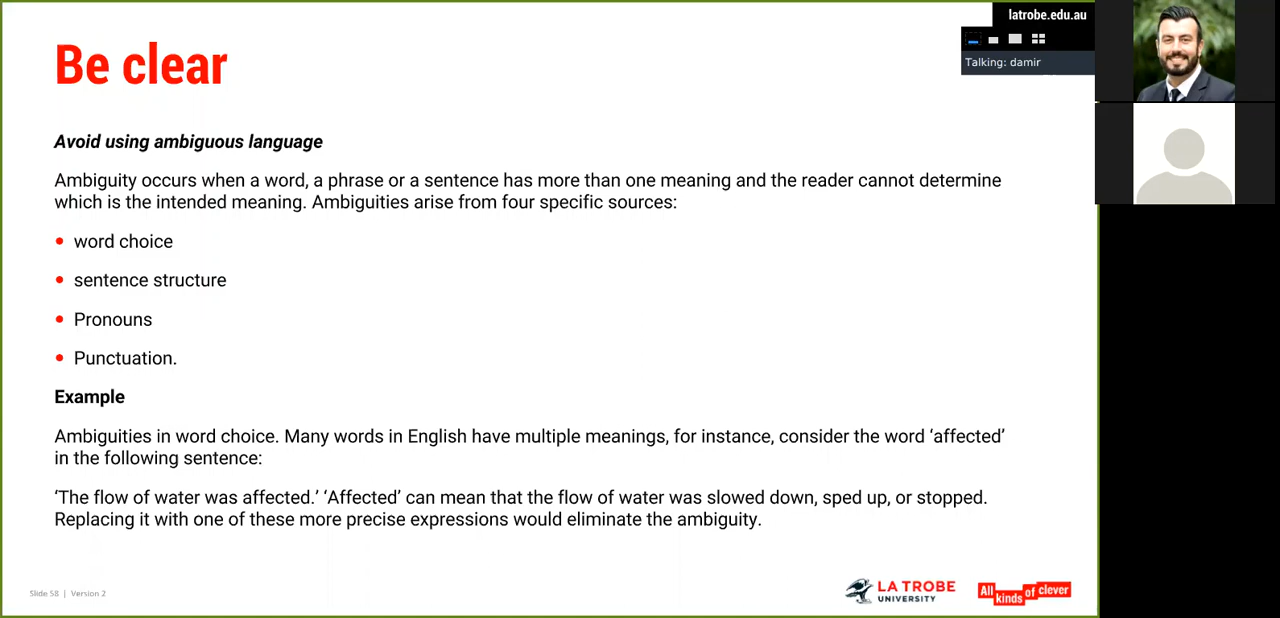 latrobe.edu.au
Talking: damir
Be clear
Avoid using ambiguous language
Ambiguity occurs when a word, a phrase or a sentence has more than one meaning and the reader cannot determine
which is the intended meaning. Ambiguities arise from four specific sources:
• word choice
• sentence structure
• Pronouns
• Punctuation.
Example
Ambiguities in word choice. Many words in English have multiple meanings, for instance, consider the word ‘affected’
in the following sentence:
‘The flow of water was affected.’ ‘Affected’ can mean that the flow of water was slowed down, sped up, or stopped.
Replacing it with one of these more precise expressions would eliminate the ambiguity.
Slide 58 | Version 2
LA TROBE
UNIVERSITY
All kinds of clever